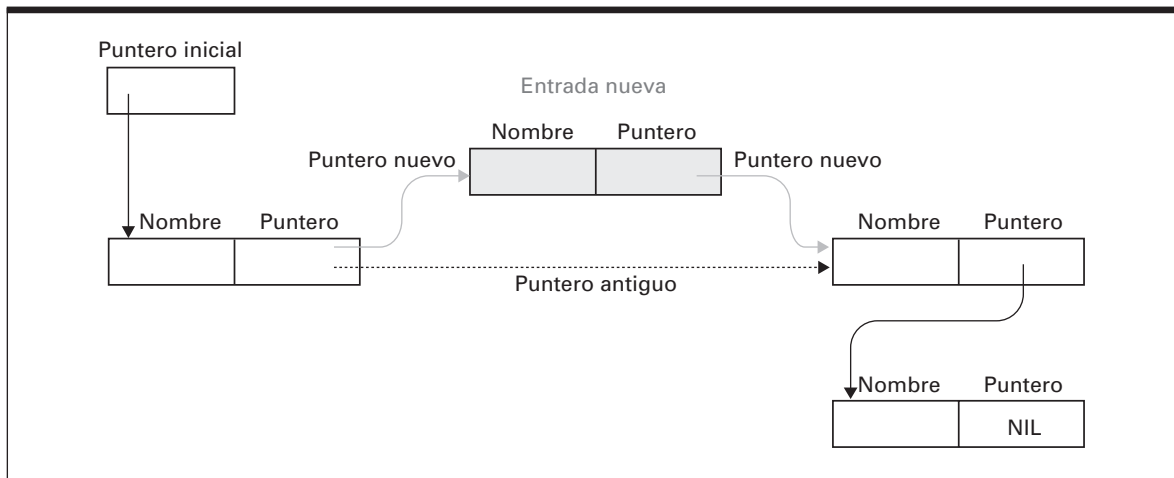 Puntero inicial
Entrada nueva
Nombre Puntero
Puntero nuevo
Puntero nuevo
Nombre Puntero
Nombre Puntero
Puntero antiguo
Nombre Puntero
NIL